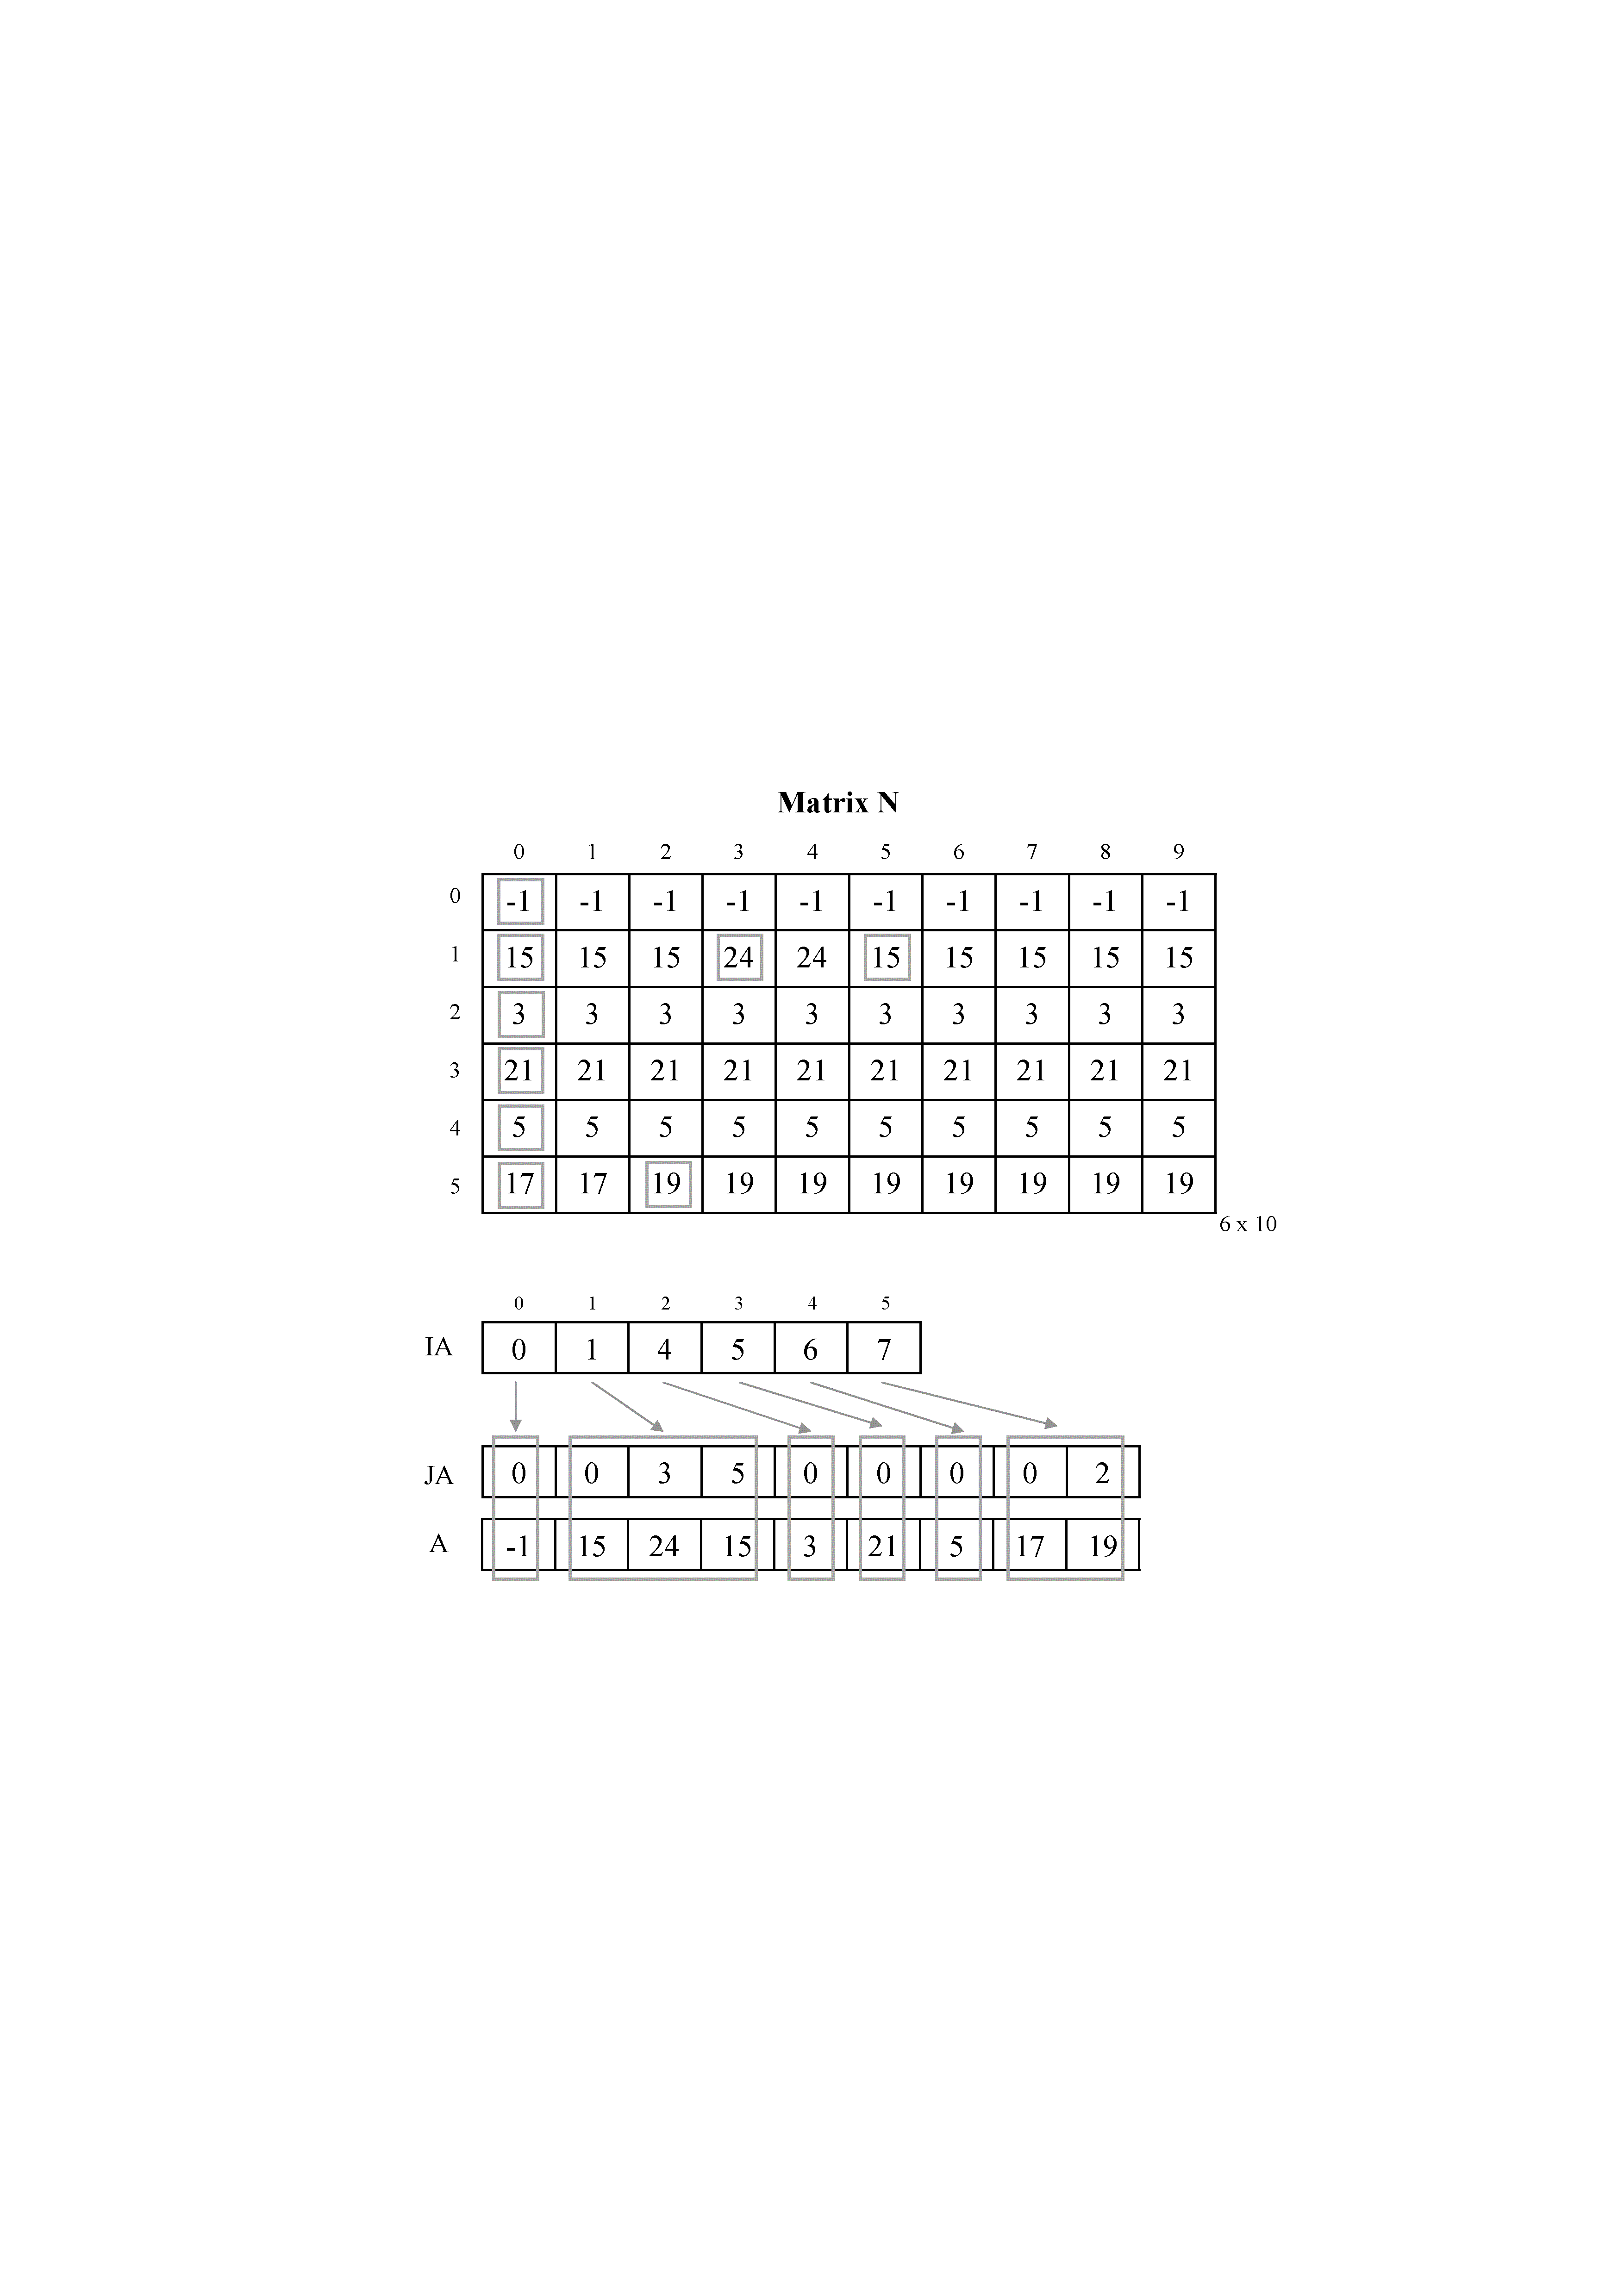 Matrix N
0 1 2 3 4 5 6 7 8 9
0 -1 -1 -1 -1 -1 -1 -1 -1 -1 -1
1 15 15 15 24 24 15 15 15 15 15
2 3 3 3 3 3 3 3 3 3 3
3 21 21 21 21 21 21 21 21 21 21
4 5 5 5 5 5 5 5 5 5 5
5 17 17 19 19 19 19 19 19 19 19
6 x 10
0 1 2 3 4 5
IA 0 1 4 5 6 7
JA 0 0 3 5 0 0 0 0 2
A -1 15 24 15 3 21 5 17 19